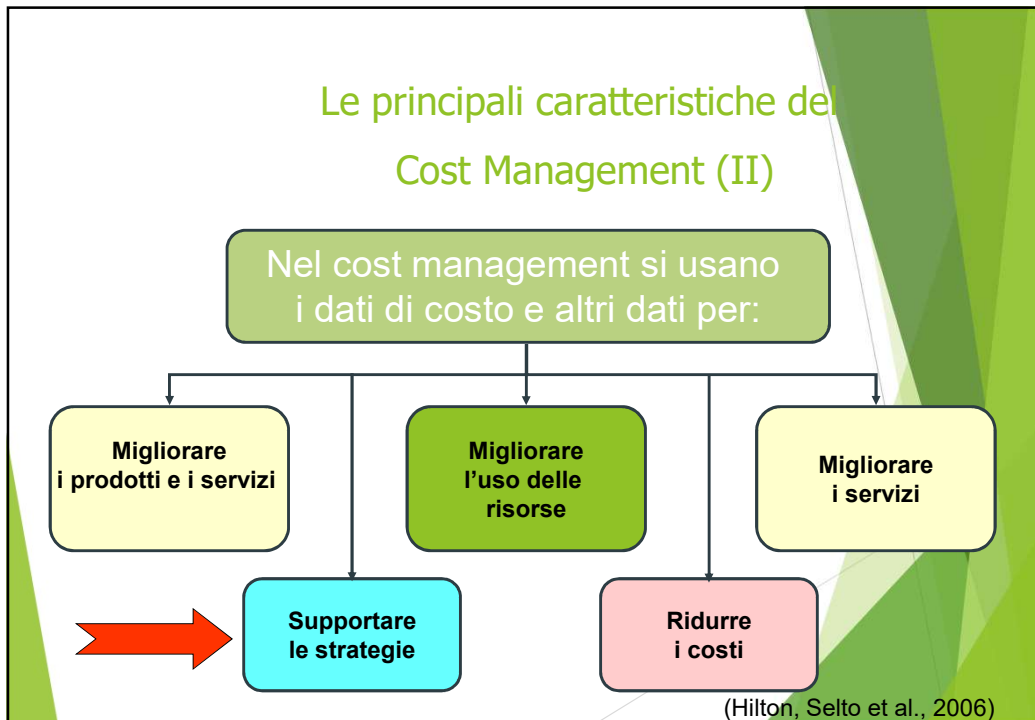 Le principali caratteristiche del
Cost Management (II)
Nel cost management si usano
i dati di costo e altri dati per:
Migliorare
i prodotti e i servizi
Migliorare
l’uso delle
risorse
Migliorare
i servizi
Supportare
le strategie
Ridurre
i costi
(Hilton, Selto et al., 2006)